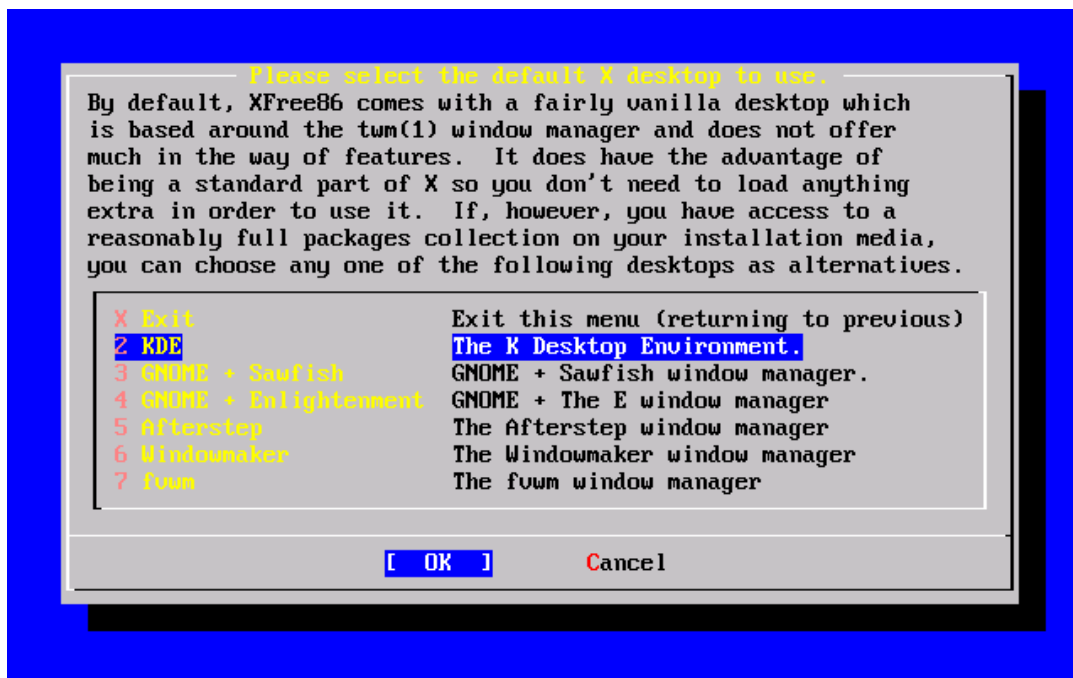 Please select the default X desktop to use.
By default, XFree86 comes with a fairly vanilla desktop which
is based around the twm(1) window manager and does not offer
much in the way of features.  It does have the advantage of
being a standard part of X so you don't need to load anything
extra in order to use it.  If, however, you have access to a
reasonably full packages collection on your installation media,
you can choose any one of the following desktops as alternatives.
X Exit Exit this menu (returning to previous)
2 KDE The K Desktop Environment.
3 GNOME + Sawfish GNOME + Sawfish window manager.
4 GNOME + Enlightenment GNOME + The E window manager
5 Afterstep The Afterstep window manager
6 Windowmaker The Windowmaker window manager
7 fvwm The fvwm window manager
[ OK ] Cancel